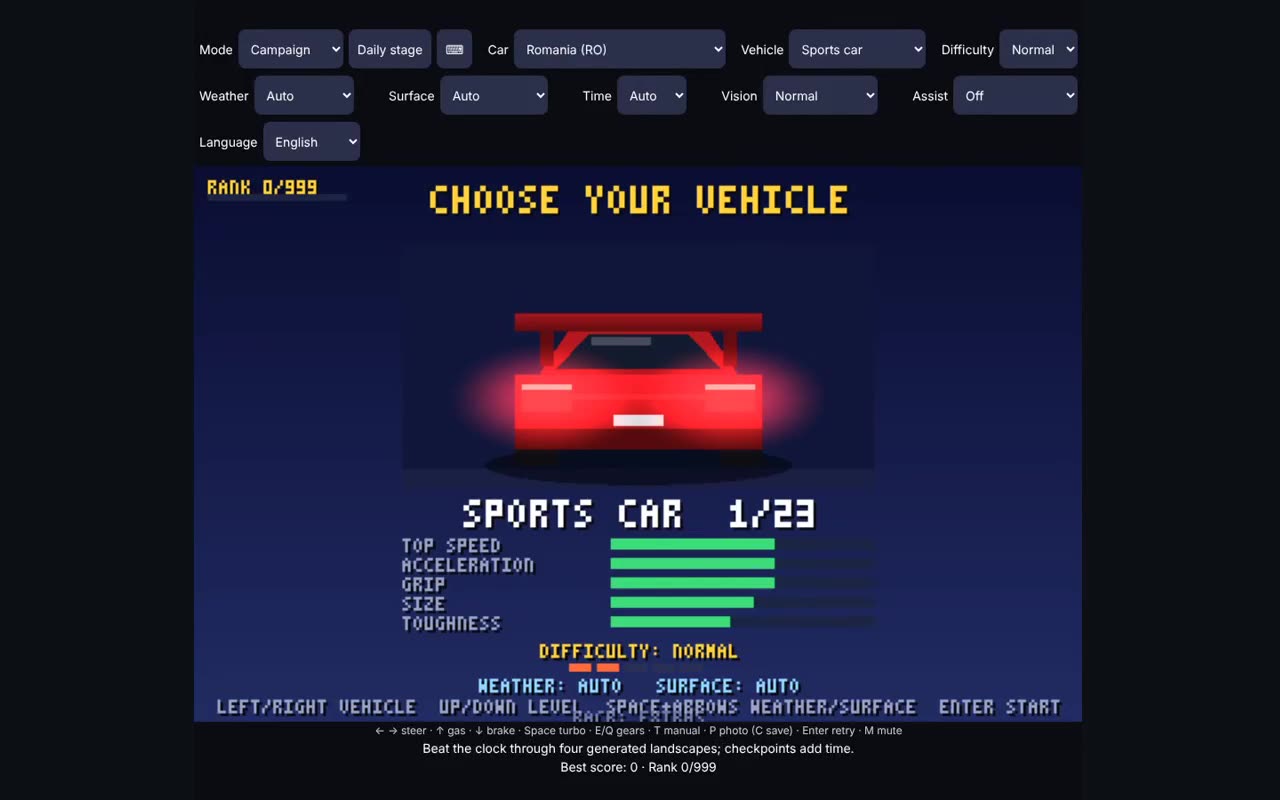 Mode Campaign Daily stage Car Romania (RO) Vehicle Sports car Difficulty Normal
Weather Auto Surface Auto Time Auto Vision Normal Assist Off
Language English
RANK 0/999
CHOOSE YOUR VEHICLE
SPORTS CAR 1/23
TOP SPEED
ACCELERATION
GRIP
SIZE
TOUGHNESS
DIFFICULTY: NORMAL
WEATHER: AUTO SURFACE: AUTO
LEFT/RIGHT VEHICLE UP/DOWN LEVEL SPACE+ARROWS WEATHER/SURFACE ENTER START
← → steer · ↑ gas · ↓ brake · Space turbo · E/Q gears · T manual · P photo (C save) · Enter retry · M mute
Beat the clock through four generated landscapes; checkpoints add time.
Best score: 0 · Rank 0/999